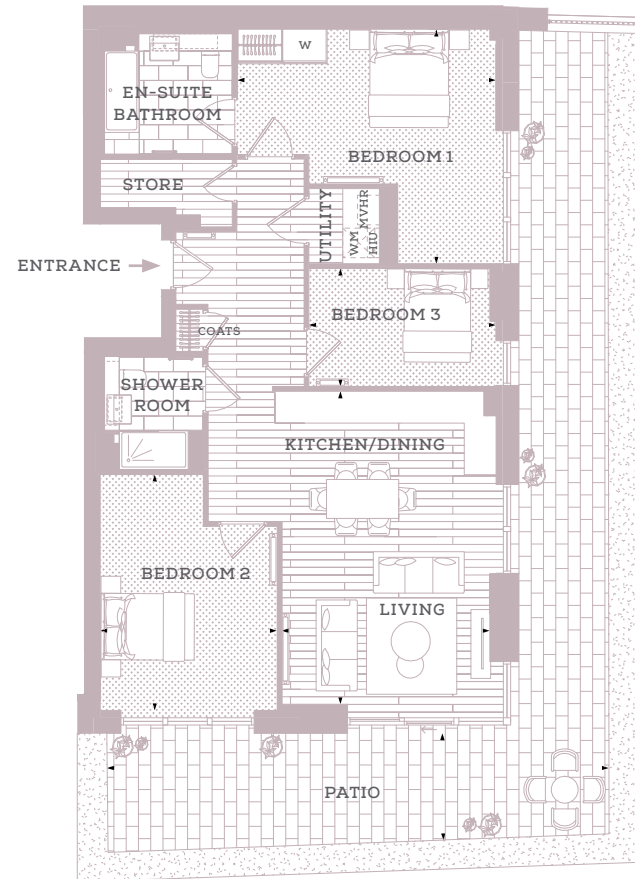 EN-SUITE
BATHROOM
W
BEDROOM 1
STORE
UTILITY
WM
MVHR
HIU
ENTRANCE
BEDROOM 3
COATS
SHOWER
ROOM
KITCHEN/DINING
BEDROOM 2
LIVING
PATIO